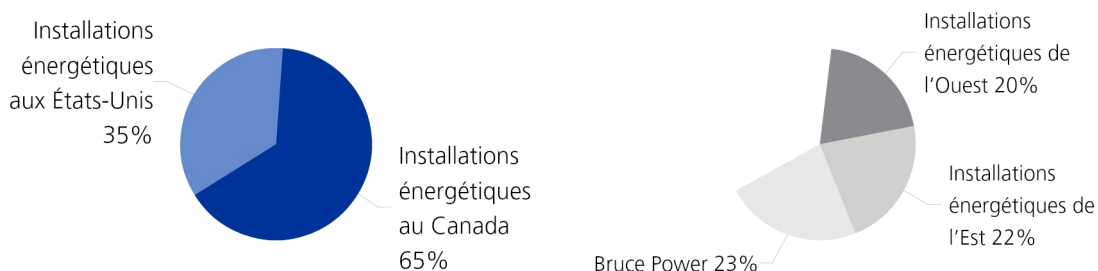 Installations
énergétiques
aux États-Unis
35%
Installations
énergétiques
au Canada
65%
Installations
énergétiques de
l'Ouest 20%
Installations
énergétiques de
l'Est 22%
Bruce Power 23%